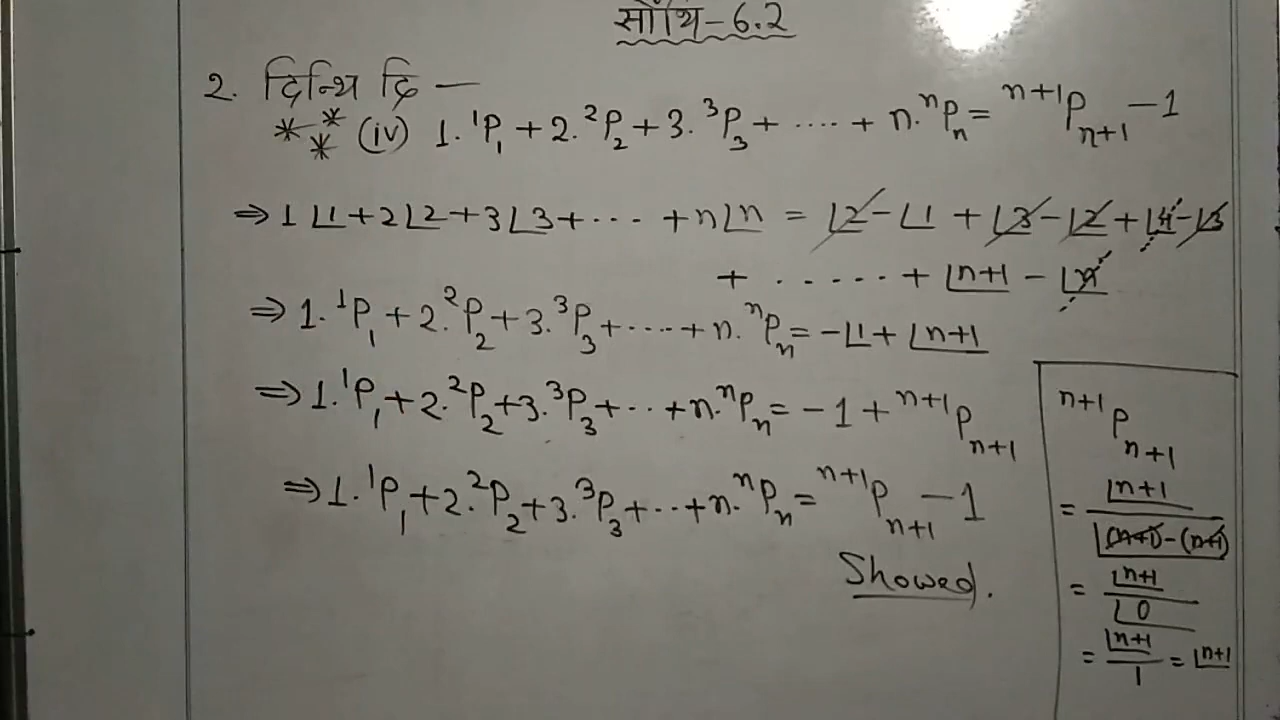 सौथि-6.2
2. दिन्थि दि —
*** (iv) 1.¹P₁ + 2.²P₂ + 3.³P₃ + ..... + n.ⁿPₙ = ⁿ⁺¹Pₙ₊₁ - 1
⇒ 1∟1 + 2∟2 + 3∟3 + ... + n∟n = ∟2 - ∟1 + ∟3 - ∟2 + ∟4 - ∟3
+ ...... + ∟n+1 - ∟n
⇒ 1.¹P₁ + 2.²P₂ + 3.³P₃ + ..... + n.ⁿPₙ = -∟1 + ∟n+1
⇒ 1.¹P₁ + 2.²P₂ + 3.³P₃ + ... + n.ⁿPₙ = -1 + ⁿ⁺¹Pₙ₊₁
⇒ 1.¹P₁ + 2.²P₂ + 3.³P₃ + ... + n.ⁿPₙ = ⁿ⁺¹Pₙ₊₁ - 1
Showed.
ⁿ⁺¹Pₙ₊₁
= ∟n+1 / ∟(n+1)-(n+1)
= ∟n+1 / ∟0
= ∟n+1 / 1 = ∟n+1